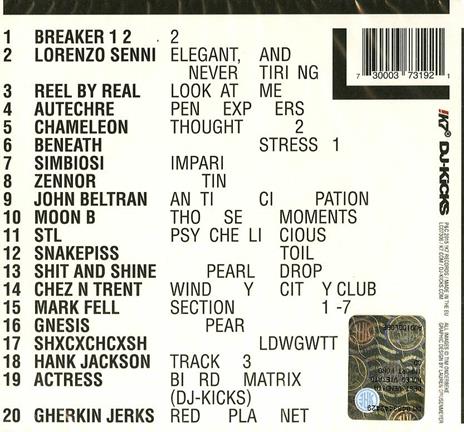 1 BREAKER 1 2 2
2 LORENZO SENNI ELEGANT, AND
NEVER TIRI NG
3 REEL BY REAL LOOK AT ME
4 AUTECHRE PEN EXP ERS
5 CHAMELEON THOUGHT 2
6 BENEATH STRESS 1
7 SIMBIOSI IMPARI
8 ZENNOR TIN
9 JOHN BELTRAN AN TI CI PATION
10 MOON B THO SE MOMENTS
11 STL PSY CHE LI CIOUS
12 SNAKEPISS TOIL
13 SHIT AND SHINE PEARL DROP
14 CHEZ N TRENT WIND Y CIT Y CLUB
15 MARK FELL SECTION 1 -7
16 GNESIS PEAR
17 SHXCXCHCXSH LDWGWTT
18 HANK JACKSON TRACK 3
19 ACTRESS BI RD MATRIX
(DJ-KICKS)
20 GHERKIN JERKS RED PLA NET
7 30003 73192 1
!K7
DJ-KICKS